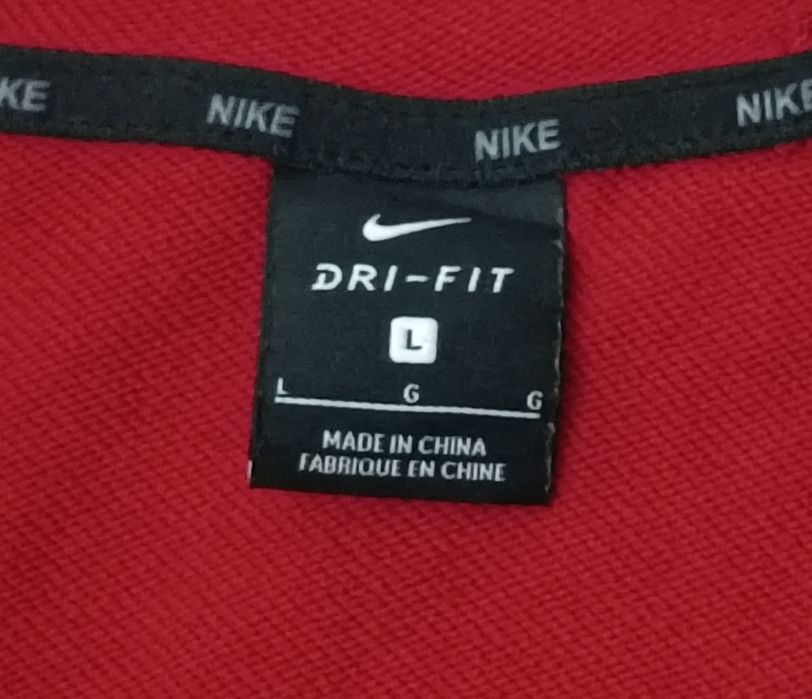 KE NIKE NIKE NIKE
DRI-FIT
L
L G G
MADE IN CHINA
FABRIQUE EN CHINE